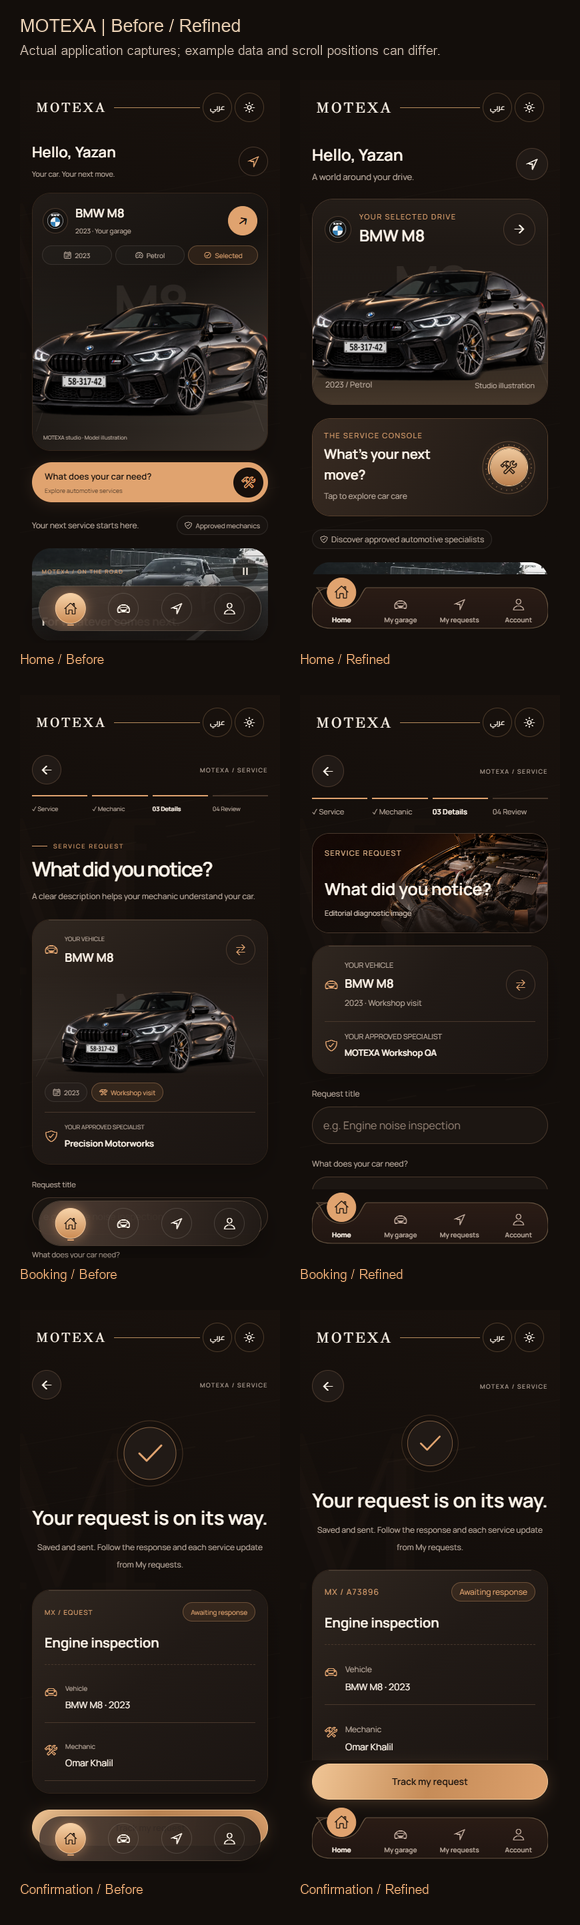 MOTEXA | Before / Refined
Actual application captures; example data and scroll positions can differ.
MOTEXA
عربي
Hello, Yazan
Your car. Your next move.
BMW M8
2023 · Your garage
2023
Petrol
Selected
M8
58-317-42
MOTEXA studio · Model illustration
What does your car need?
Explore automotive services
Your next service starts here.
Approved mechanics
MOTEXA / ON THE ROAD
Home / Before
MOTEXA
عربي
Hello, Yazan
A world around your drive.
YOUR SELECTED DRIVE
BMW M8
58-317-42
2023 / Petrol
Studio illustration
THE SERVICE CONSOLE
What's your next
move?
Tap to explore car care
Discover approved automotive specialists
Home
My garage
My requests
Account
Home / Refined
MOTEXA
عربي
MOTEXA / SERVICE
✓ Service
✓ Mechanic
03 Details
04 Review
SERVICE REQUEST
What did you notice?
A clear description helps your mechanic understand your car.
YOUR VEHICLE
BMW M8
58-317-42
2023
Workshop visit
YOUR APPROVED SPECIALIST
Precision Motorworks
Request title
What does your car need?
Booking / Before
MOTEXA
عربي
MOTEXA / SERVICE
✓ Service
✓ Mechanic
03 Details
04 Review
SERVICE REQUEST
What did you notice?
Editorial diagnostic image
YOUR VEHICLE
BMW M8
2023 · Workshop visit
YOUR APPROVED SPECIALIST
MOTEXA Workshop QA
Request title
e.g. Engine noise inspection
What does your car need?
Home
My garage
My requests
Account
Booking / Refined
MOTEXA
عربي
MOTEXA / SERVICE
Your request is on its way.
Saved and sent. Follow the response and each service update
from My requests.
MX / EQUEST
Awaiting response
Engine inspection
Vehicle
BMW M8 · 2023
Mechanic
Omar Khalil
Confirmation / Before
MOTEXA
عربي
MOTEXA / SERVICE
Your request is on its way.
Saved and sent. Follow the response and each service update
from My requests.
MX / A73896
Awaiting response
Engine inspection
Vehicle
BMW M8 · 2023
Mechanic
Omar Khalil
Track my request
Home
My garage
My requests
Account
Confirmation / Refined